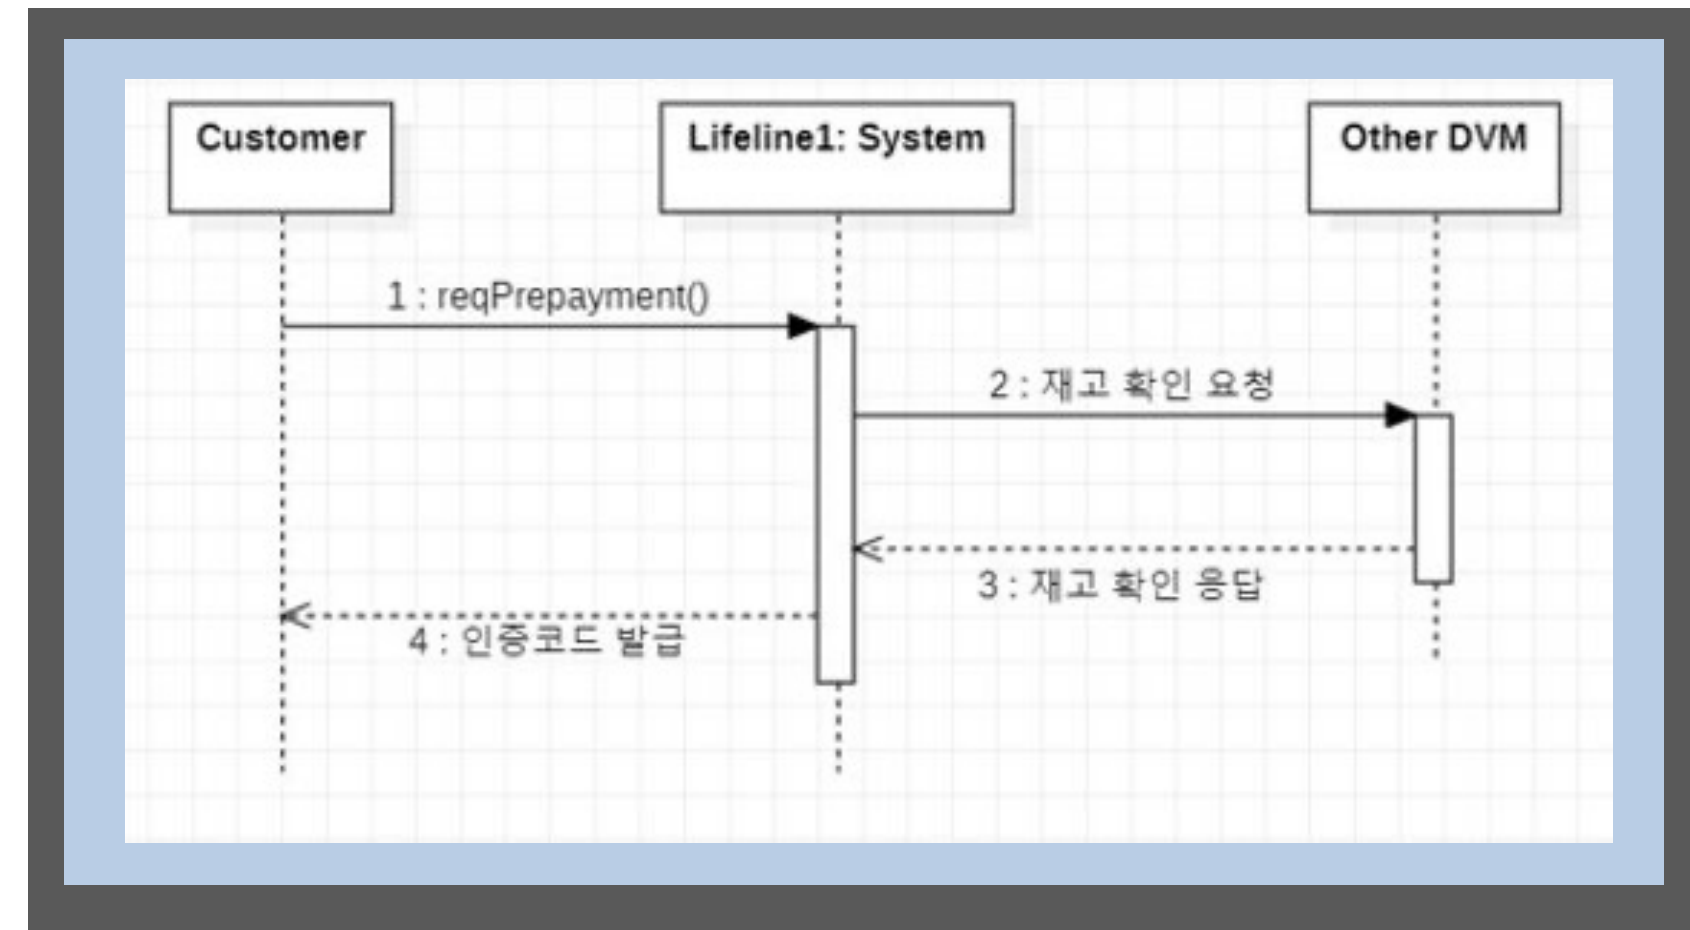 Customer
Lifeline1: System
Other DVM
1 : reqPrepayment()
2 : 재고 확인 요청
3 : 재고 확인 응답
4 : 인증코드 발급